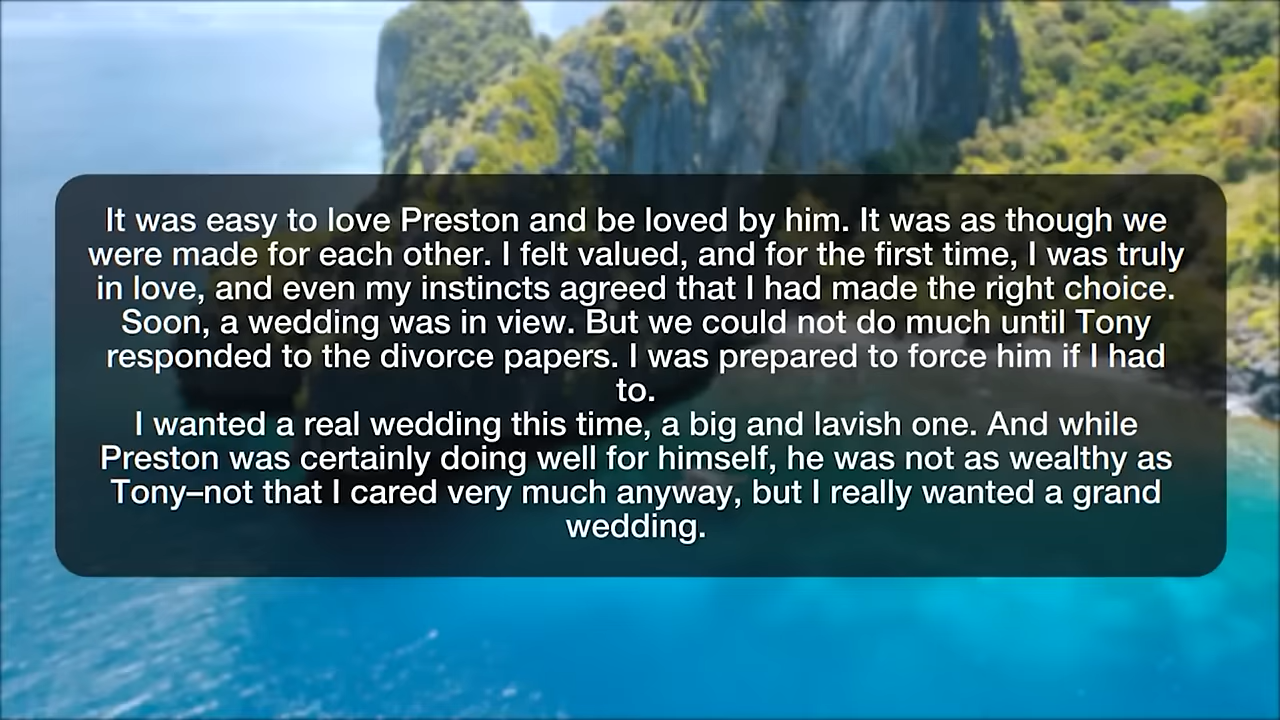 It was easy to love Preston and be loved by him. It was as though we
were made for each other. I felt valued, and for the first time, I was truly
in love, and even my instincts agreed that I had made the right choice.
Soon, a wedding was in view. But we could not do much until Tony
responded to the divorce papers. I was prepared to force him if I had
to.
I wanted a real wedding this time, a big and lavish one. And while
Preston was certainly doing well for himself, he was not as wealthy as
Tony–not that I cared very much anyway, but I really wanted a grand
wedding.